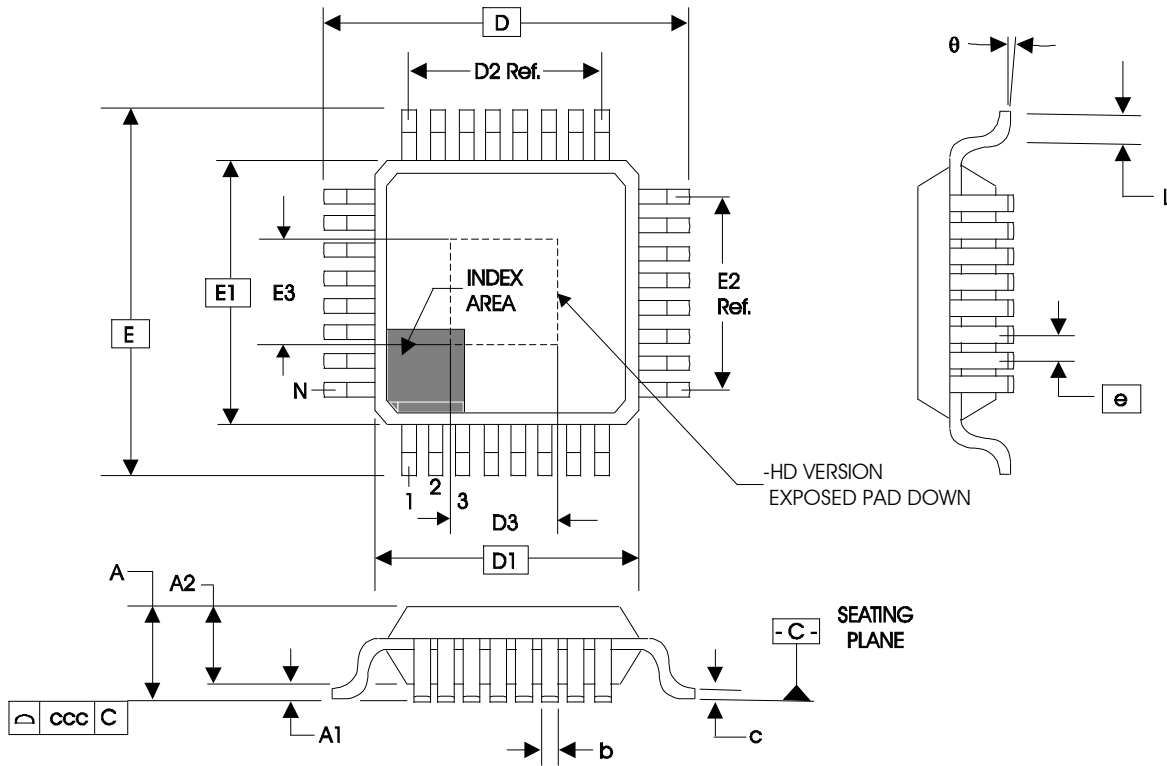 D
D2 Ref.
θ
L
E1
E3
INDEX
AREA
E2
Ref.
E
N
e
1
2
3
-HD VERSION
EXPOSED PAD DOWN
D3
D1
A
A2
SEATING
PLANE
- C -
ccc C
A1
b
c